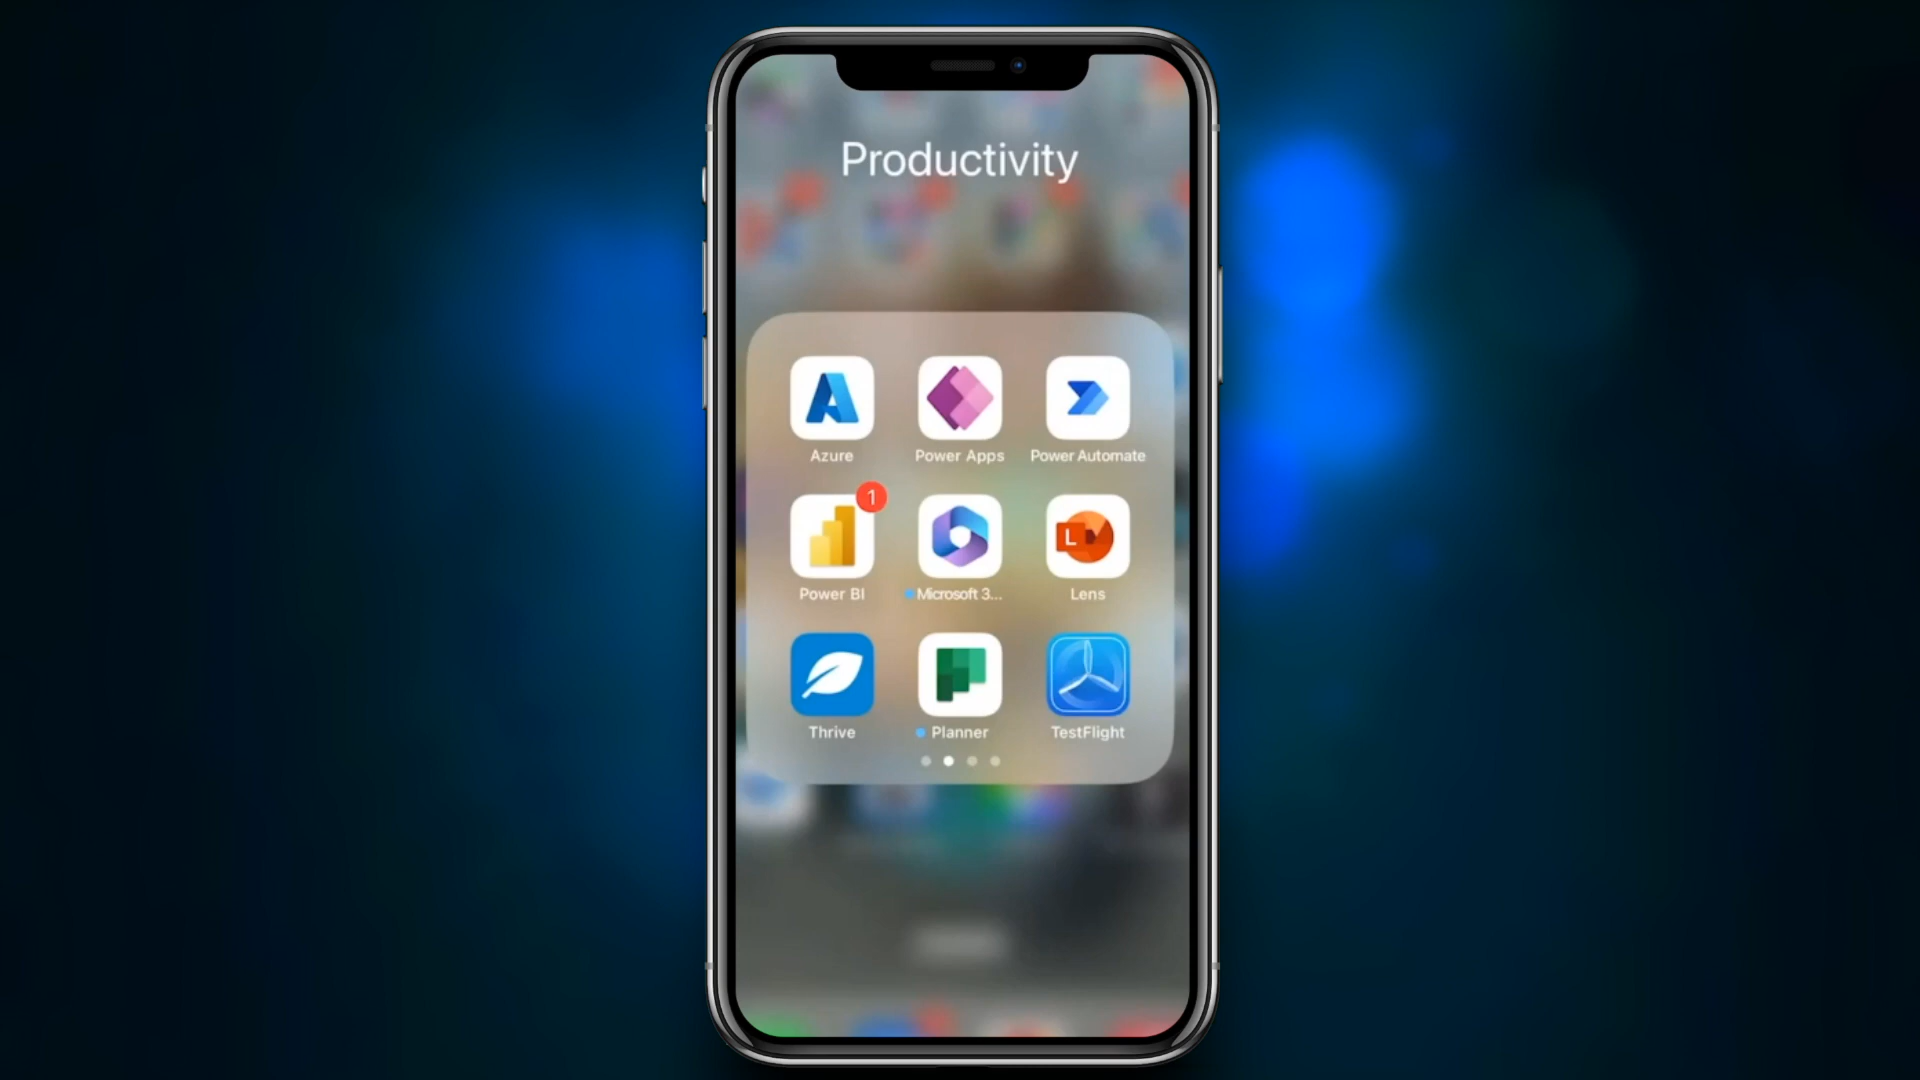 Productivity
Azure
Power Apps
Power Automate
1
Power BI
Microsoft 3...
L
Lens
Thrive
Planner
TestFlight